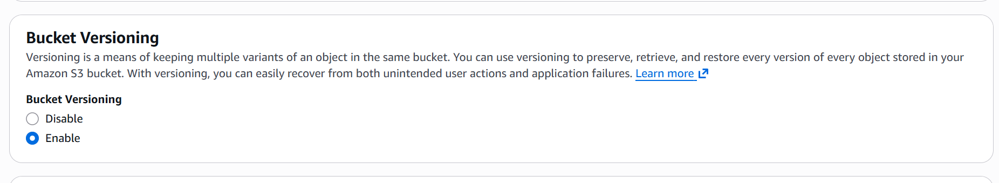 Bucket Versioning
Versioning is a means of keeping multiple variants of an object in the same bucket. You can use versioning to preserve, retrieve, and restore every version of every object stored in your
Amazon S3 bucket. With versioning, you can easily recover from both unintended user actions and application failures. Learn more
Bucket Versioning
Disable
Enable